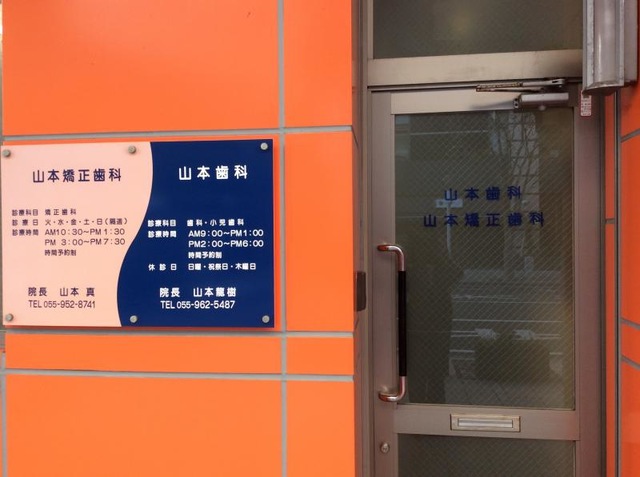 山本矯正歯科
診療科目 矯正歯科
診療日 火・水・金・土・日(隔週)
診療時間 AM10:30～PM1:30
PM 3:00～PM7:30
時間予約制
院長 山本 真
TEL 055-952-8741
山本歯科
診療科目 歯科・小児歯科
診療時間 AM9:00～PM1:00
PM2:00～PM6:00
時間予約制
休診日 日曜・祝祭日・木曜日
院長 山本龍樹
TEL 055-962-5487
山本歯科
山本矯正歯科